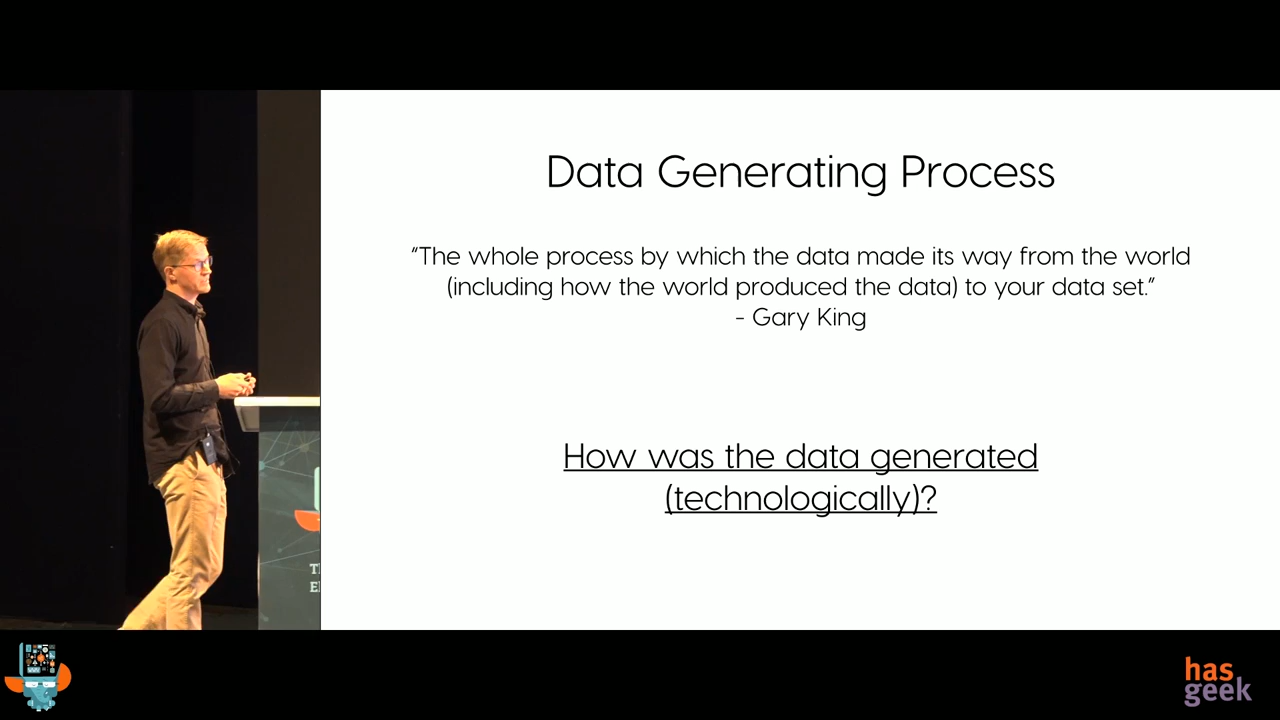 Data Generating Process
“The whole process by which the data made its way from the world
(including how the world produced the data) to your data set.”
- Gary King
How was the data generated
(technologically)?
has
geek